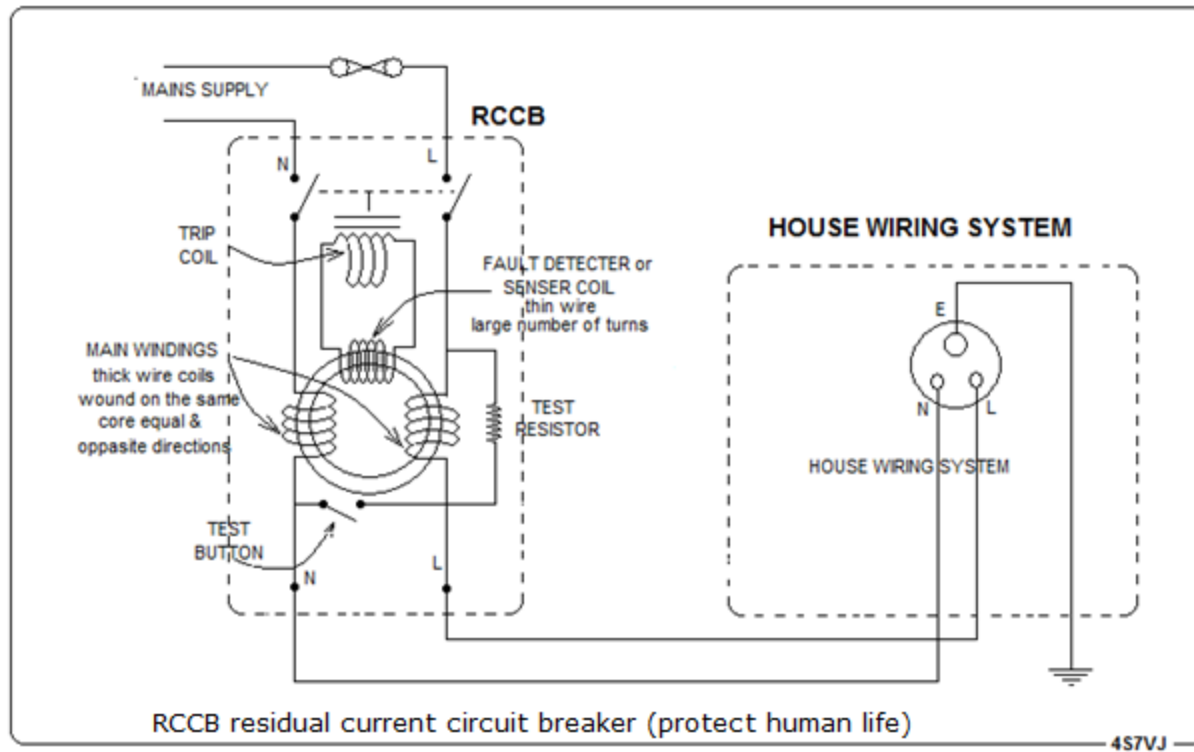 MAINS SUPPLY
RCCB
N
L
TRIP
COIL
FAULT DETECTER or
SENSER COIL
thin wire
large number of turns
MAIN WINDINGS
thick wire coils
wound on the same
core equal &
oppasite directions
TEST
RESISTOR
TEST
BUTTON
N
L
HOUSE WIRING SYSTEM
E
N
L
HOUSE WIRING SYSTEM
RCCB residual current circuit breaker (protect human life)
4S7VJ